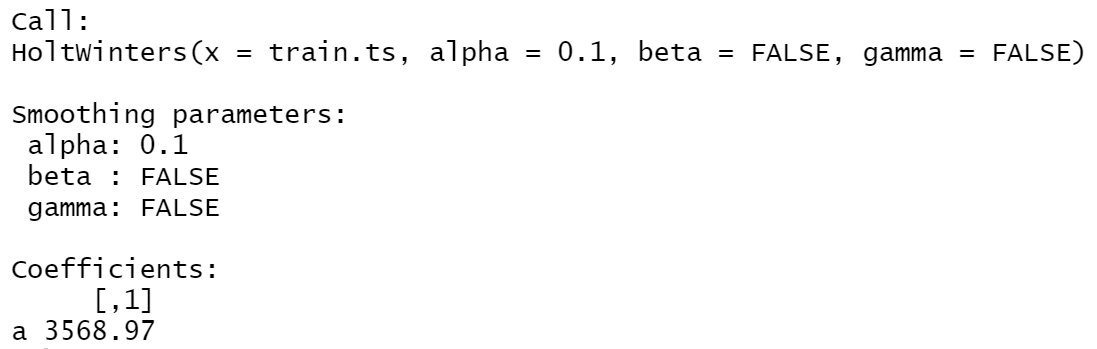 Call:
HoltWinters(x = train.ts, alpha = 0.1, beta = FALSE, gamma = FALSE)
Smoothing parameters:
alpha: 0.1
beta : FALSE
gamma: FALSE
Coefficients:
[,1]
a 3568.97